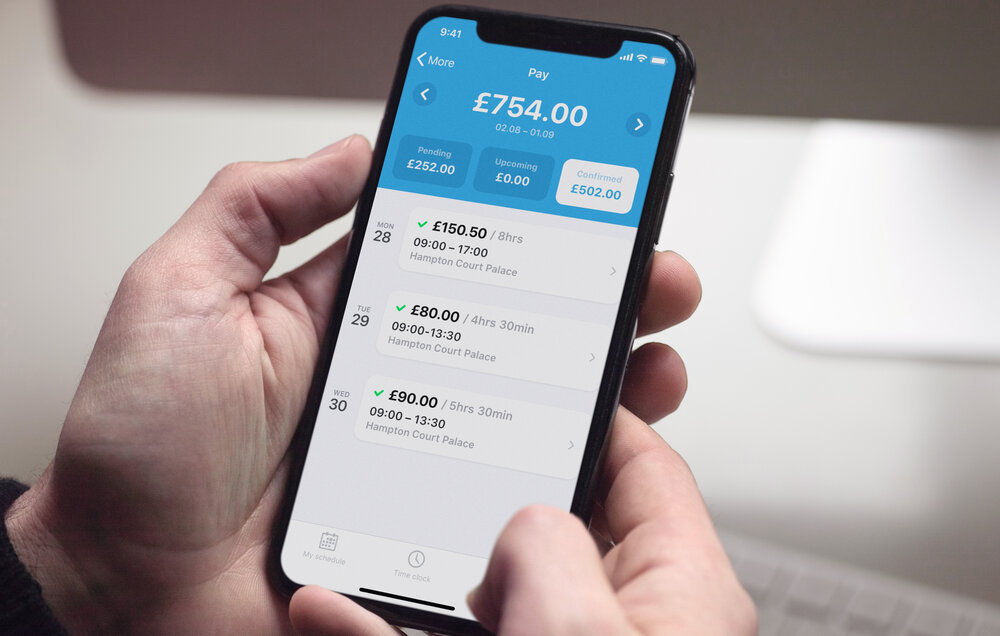 9:41
More
Pay
£754.00
02.08 – 01.09
Pending
£252.00
Upcoming
£0.00
Confirmed
£502.00
MON
28
£150.50 / 8hrs
09:00 – 17:00
Hampton Court Palace
TUE
29
£80.00 / 4hrs 30min
09:00-13:30
Hampton Court Palace
WED
30
£90.00 / 5hrs 30min
09:00 – 13:30
Hampton Court Palace
My schedule
Time clock